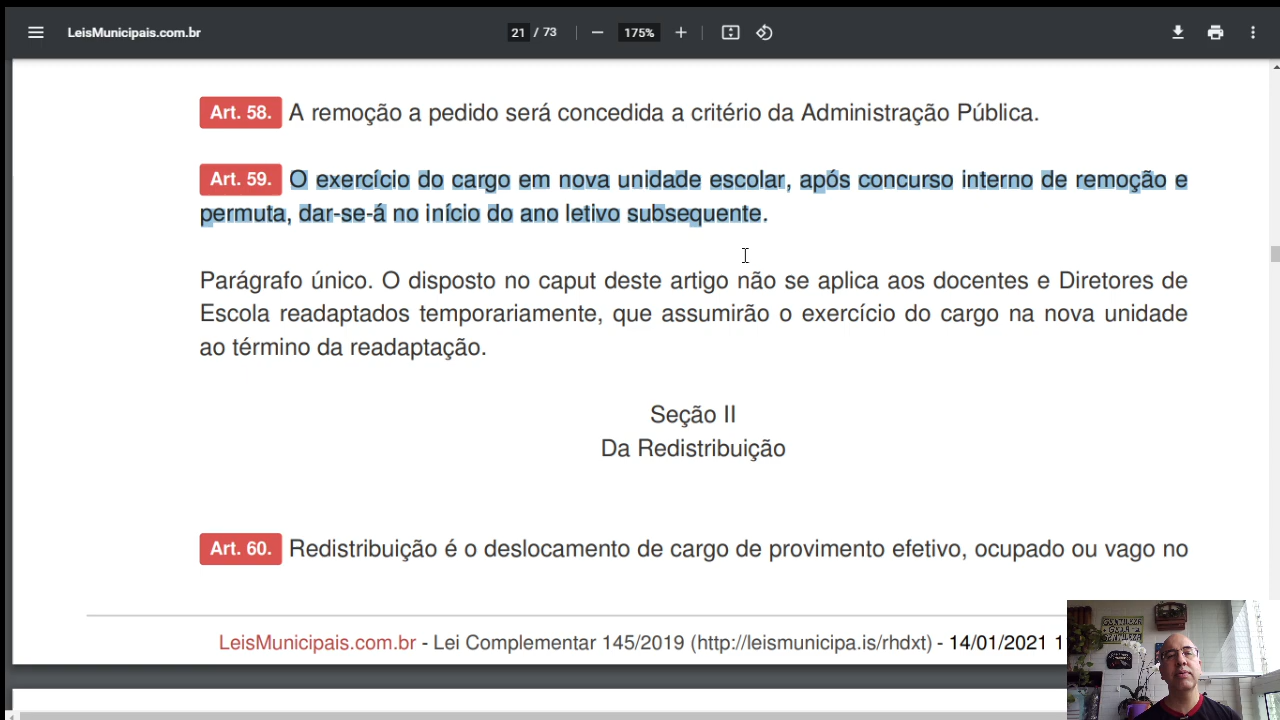 LeisMunicipais.com.br
21 / 73
175%
Art. 58. A remoção a pedido será concedida a critério da Administração Pública.
Art. 59. O exercício do cargo em nova unidade escolar, após concurso interno de remoção e
permuta, dar-se-á no início do ano letivo subsequente.
Parágrafo único. O disposto no caput deste artigo não se aplica aos docentes e Diretores de
Escola readaptados temporariamente, que assumirão o exercício do cargo na nova unidade
ao término da readaptação.
Seção II
Da Redistribuição
Art. 60. Redistribuição é o deslocamento de cargo de provimento efetivo, ocupado ou vago no
LeisMunicipais.com.br - Lei Complementar 145/2019 (http://leismunicipa.is/rhdxt) - 14/01/2021 1